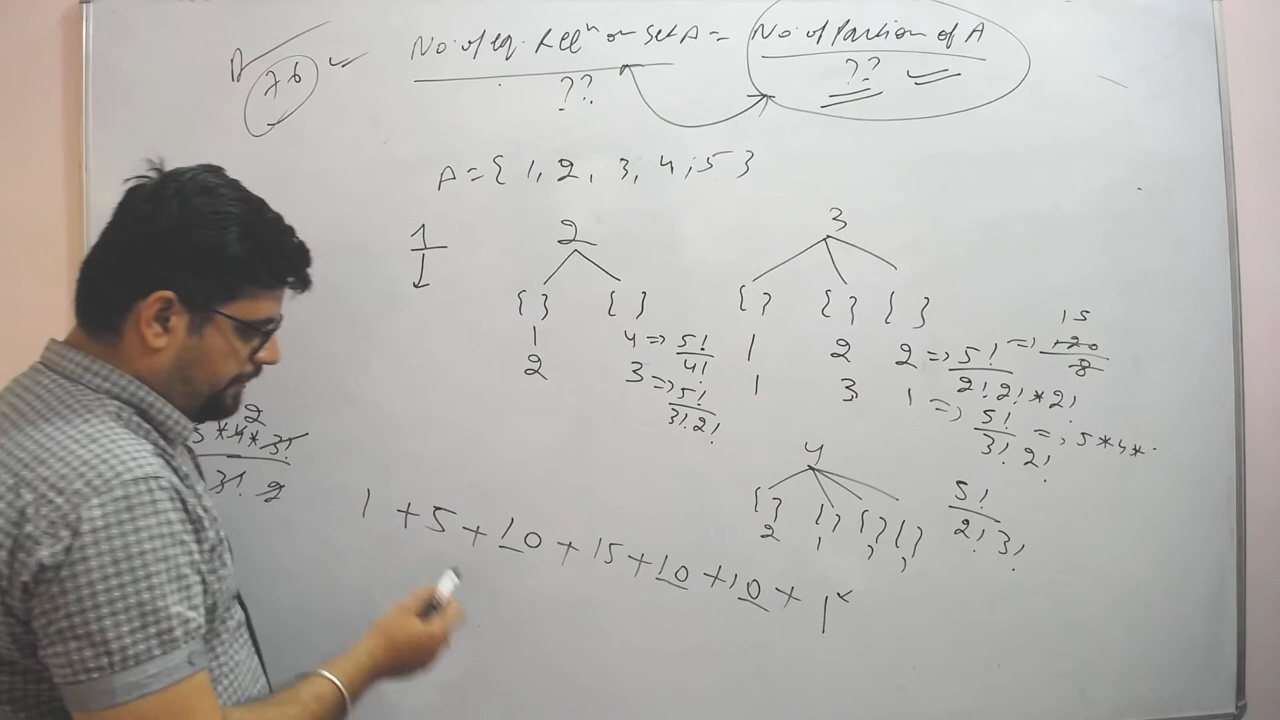 No. of eq. Relⁿ on Set A = No. of Partion of A
76
??
??
A = { 1, 2, 3, 4, 5 }
1 2 3
{ } { } { } { } { }
1 4 => 5!/4!
2 3 => 5!/3!2!
1 2 2 => 5!/2!2!*2! => 120/8 15
1 3 1 => 5!/3!2! => 5*4*
4
{ } { } { } { }
2 1 1 1
5!/2!3!
2
5*4*3!/3!2
1 + 5 + 10 + 15 + 10 + 10 + 1